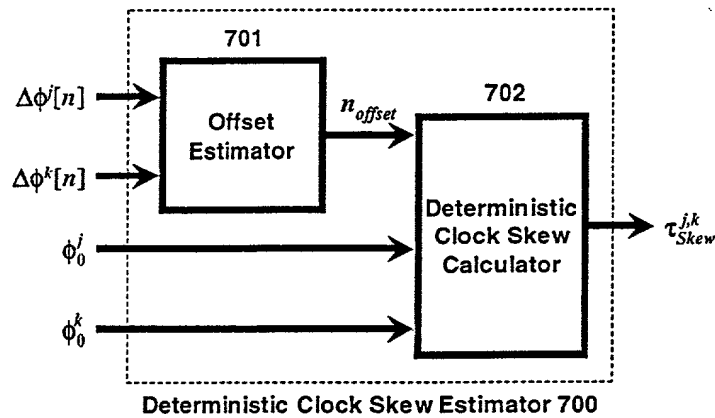 701
Δϕʲ[n]
Offset
Estimator
n_offset
702
Δϕᵏ[n]
Deterministic
Clock Skew
Calculator
τ_Skew^j,k
ϕ₀ʲ
ϕ₀ᵏ
Deterministic Clock Skew Estimator 700